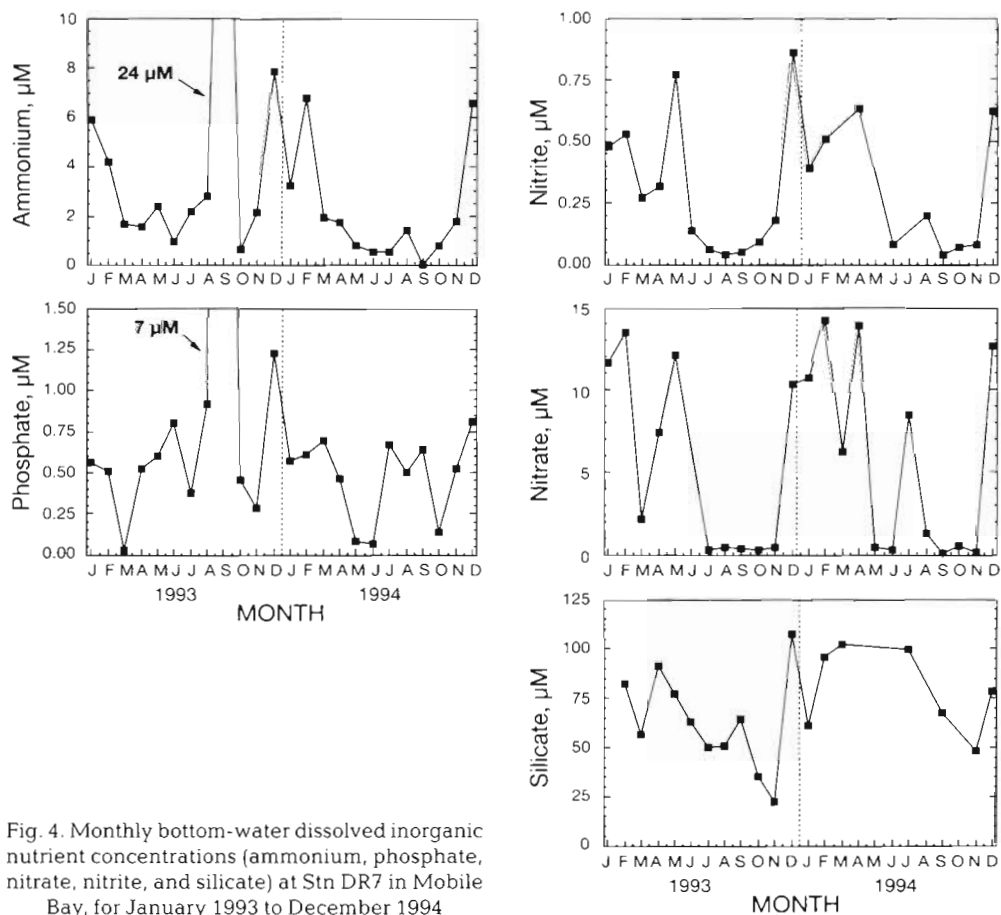 10
8
6
4
2
0
Ammonium, µM
24 µM
J F M A M J J A S O N D J F M A M J J A S O N D
1.50
1.25
1.00
0.75
0.50
0.25
0.00
Phosphate, µM
7 µM
J F M A M J J A S O N D J F M A M J J A S O N D
1993 1994
MONTH
1.00
0.75
0.50
0.25
0.00
Nitrite, µM
J F M A M J J A S O N D J F M A M J J A S O N D
15
10
5
0
Nitrate, µM
J F M A M J J A S O N D J F M A M J J A S O N D
125
100
75
50
25
0
Silicate, µM
J F M A M J J A S O N D J F M A M J J A S O N D
1993 1994
MONTH
Fig. 4. Monthly bottom-water dissolved inorganic
nutrient concentrations (ammonium, phosphate,
nitrate, nitrite, and silicate) at Stn DR7 in Mobile
Bay, for January 1993 to December 1994